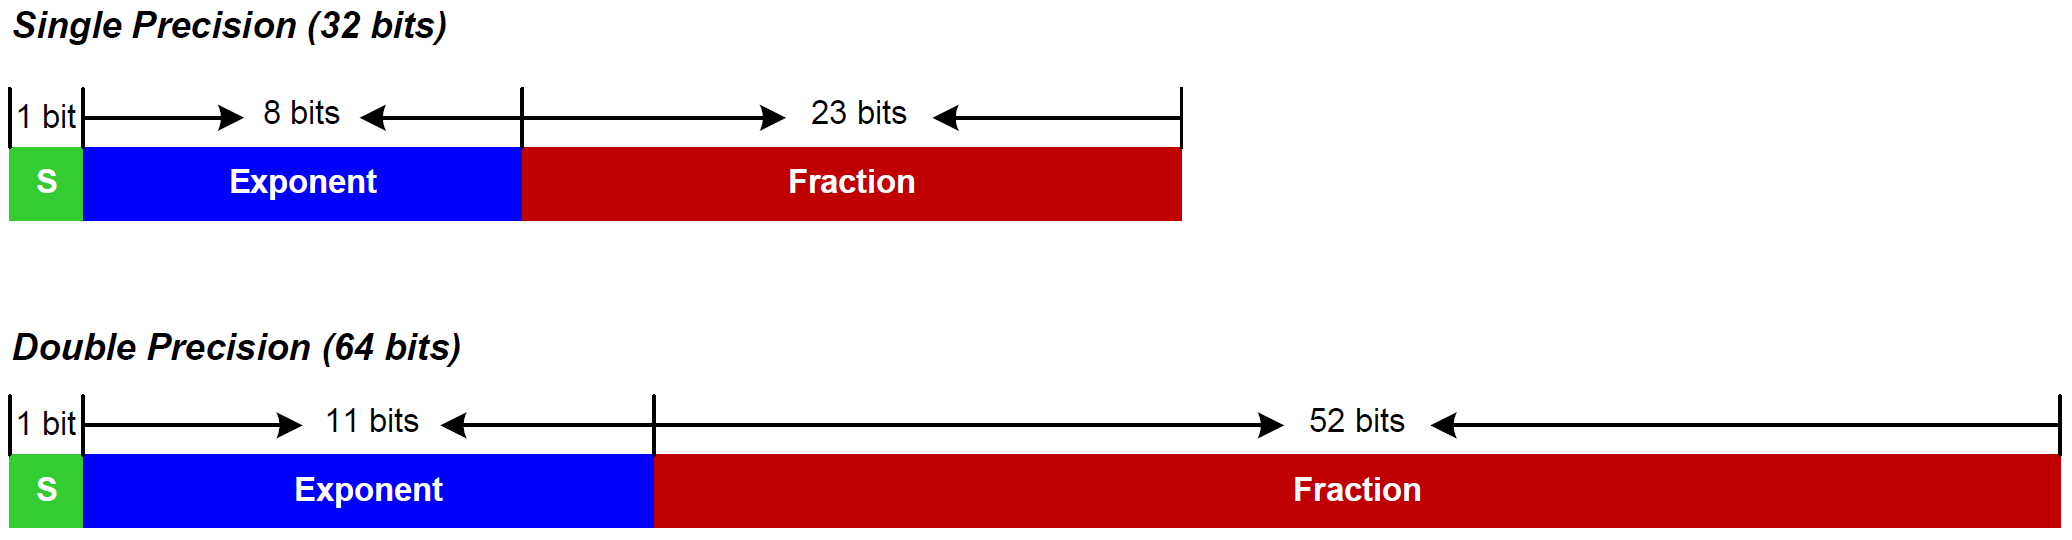 Single Precision (32 bits)
1 bit 8 bits 23 bits
S Exponent Fraction
Double Precision (64 bits)
1 bit 11 bits 52 bits
S Exponent Fraction